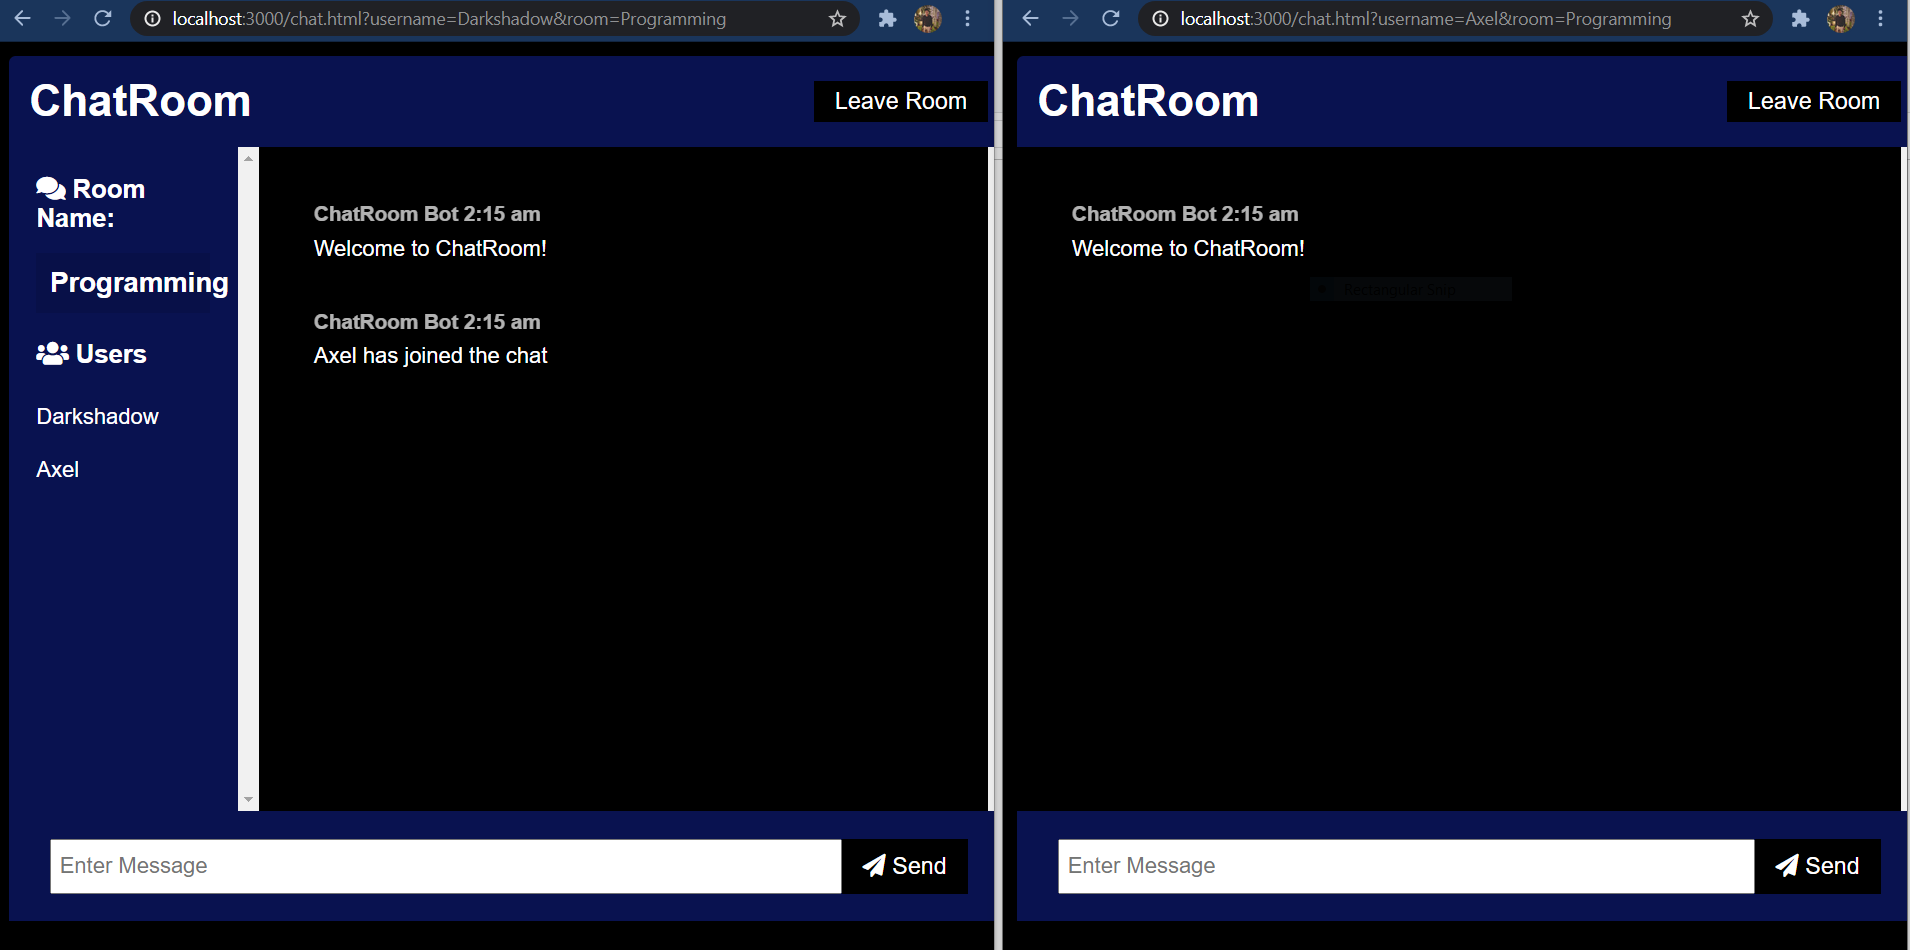 localhost:3000/chat.html?username=Darkshadow&room=Programming
ChatRoom
Leave Room
Room
Name:
Programming
Users
Darkshadow
Axel
ChatRoom Bot 2:15 am
Welcome to ChatRoom!
ChatRoom Bot 2:15 am
Axel has joined the chat
Enter Message
Send
localhost:3000/chat.html?username=Axel&room=Programming
ChatRoom
Leave Room
ChatRoom Bot 2:15 am
Welcome to ChatRoom!
Rectangular Snip
Enter Message
Send